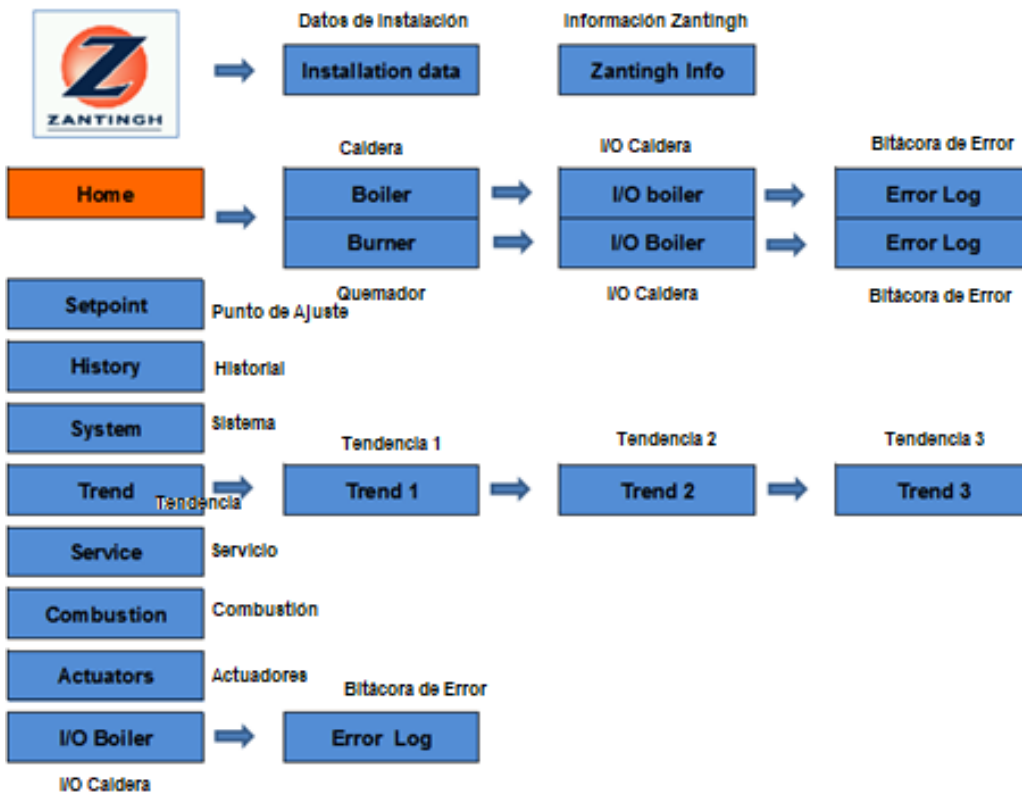 Datos de Instalación
Información Zantingh
Z
ZANTINGH
Installation data
Zantingh Info
Caldera
I/O Caldera
Bitácora de Error
Home
Boiler
I/O boiler
Error Log
Burner
I/O Boiler
Error Log
Quemador
I/O Caldera
Bitácora de Error
Setpoint
Punto de Ajuste
History
Historial
System
Sistema
Tendencia 1
Tendencia 2
Tendencia 3
Trend
Tendencia
Trend 1
Trend 2
Trend 3
Service
Servicio
Combustion
Combustión
Actuators
Actuadores
Bitácora de Error
I/O Boiler
Error Log
I/O Caldera